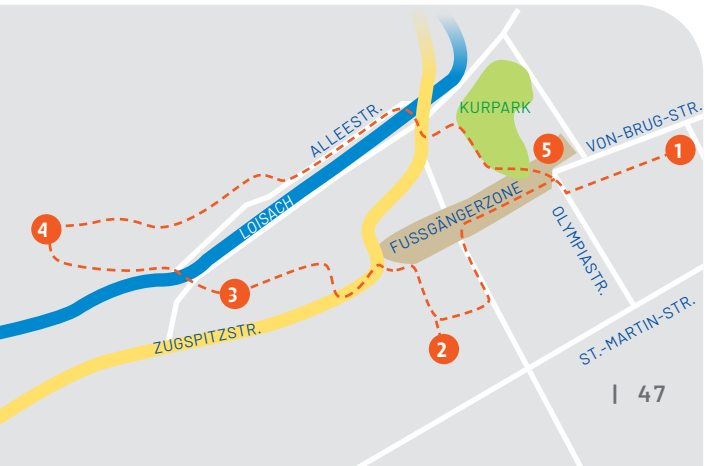 KURPARK
ALLEESTR.
VON-BRUG-STR.
5
1
4
LOISACH
FUSSGÄNGERZONE
OLYMPIASTR.
3
ZUGSPITZSTR.
2
ST.-MARTIN-STR.
| 47